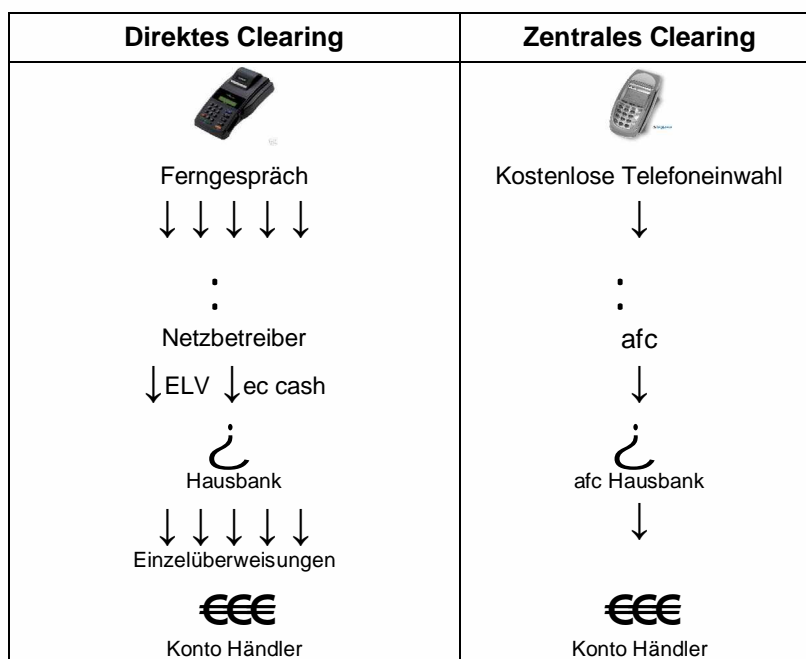 Direktes Clearing
Zentrales Clearing
Ferngespräch
Kostenlose Telefoneinwahl
↓ ↓ ↓ ↓ ↓
↓
:
:
Netzbetreiber
afc
↓ELV ↓ec cash
↓
¿
¿
Hausbank
afc Hausbank
↓ ↓ ↓ ↓ ↓
↓
Einzelüberweisungen
€€€
€€€
Konto Händler
Konto Händler